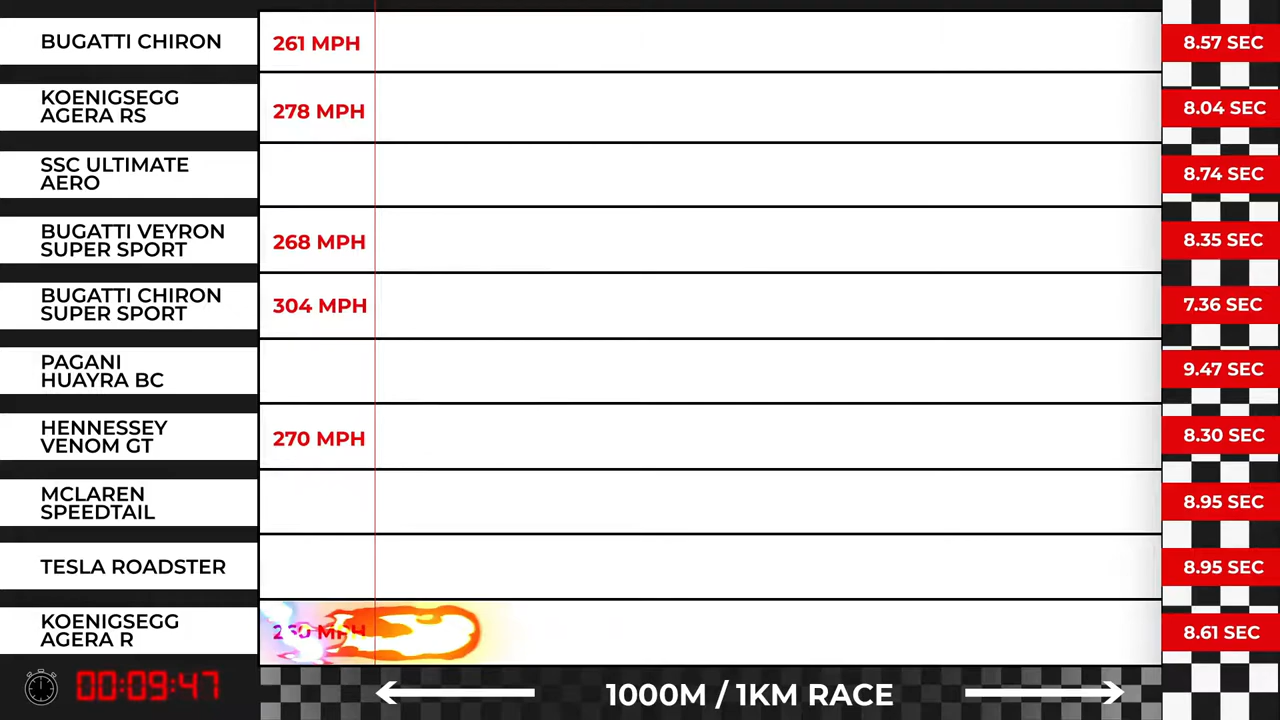 BUGATTI CHIRON 261 MPH 8.57 SEC
KOENIGSEGG
AGERA RS 278 MPH 8.04 SEC
SSC ULTIMATE
AERO 8.74 SEC
BUGATTI VEYRON
SUPER SPORT 268 MPH 8.35 SEC
BUGATTI CHIRON
SUPER SPORT 304 MPH 7.36 SEC
PAGANI
HUAYRA BC 9.47 SEC
HENNESSEY
VENOM GT 270 MPH 8.30 SEC
MCLAREN
SPEEDTAIL 8.95 SEC
TESLA ROADSTER 8.95 SEC
KOENIGSEGG
AGERA R MPH 8.61 SEC
00:09:47 1000M / 1KM RACE